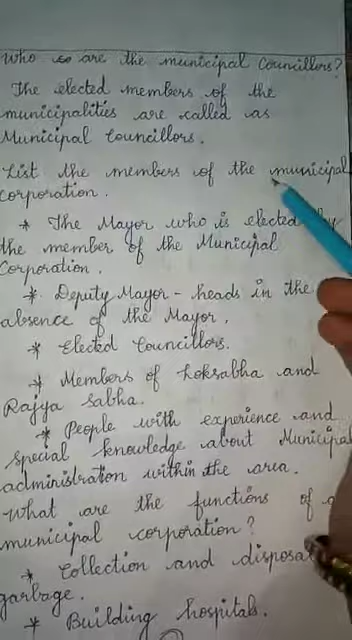 Who are the municipal Councillors?
The elected members of the
municipalities are called as
Municipal Councillors.
List the members of the municipal
corporation.
* The Mayor who is elected by
the member of the Municipal
Corporation.
* Deputy Mayor - heads in the
absence of the Mayor.
* Elected Councillors.
* Members of Loksabha and
Rajya Sabha.
* People with experience and
special knowledge about Municipal
administration within the area.
What are the functions of a
municipal corporation?
* Collection and disposal
garbage.
* Building hospitals.